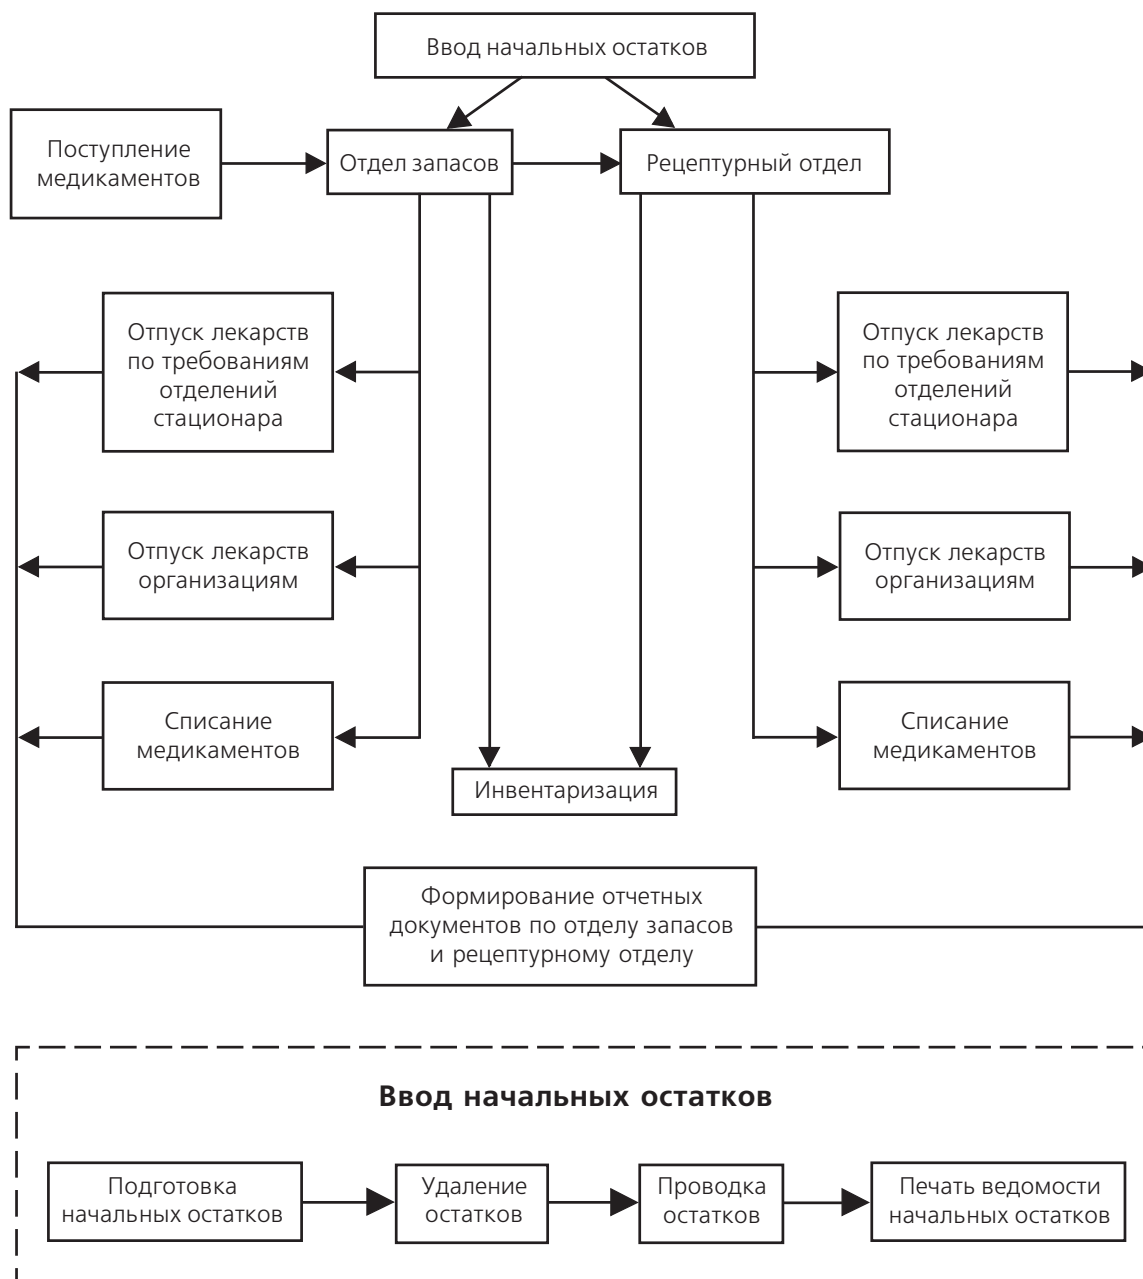 Ввод начальных остатков
Поступление
медикаментов
Отдел запасов
Рецептурный отдел
Отпуск лекарств
по требованиям
отделений
стационара
Отпуск лекарств
по требованиям
отделений
стационара
Отпуск лекарств
организациям
Отпуск лекарств
организациям
Списание
медикаментов
Списание
медикаментов
Инвентаризация
Формирование отчетных
документов по отделу запасов
и рецептурному отделу
Ввод начальных остатков
Подготовка
начальных остатков
Удаление
остатков
Проводка
остатков
Печать ведомости
начальных остатков